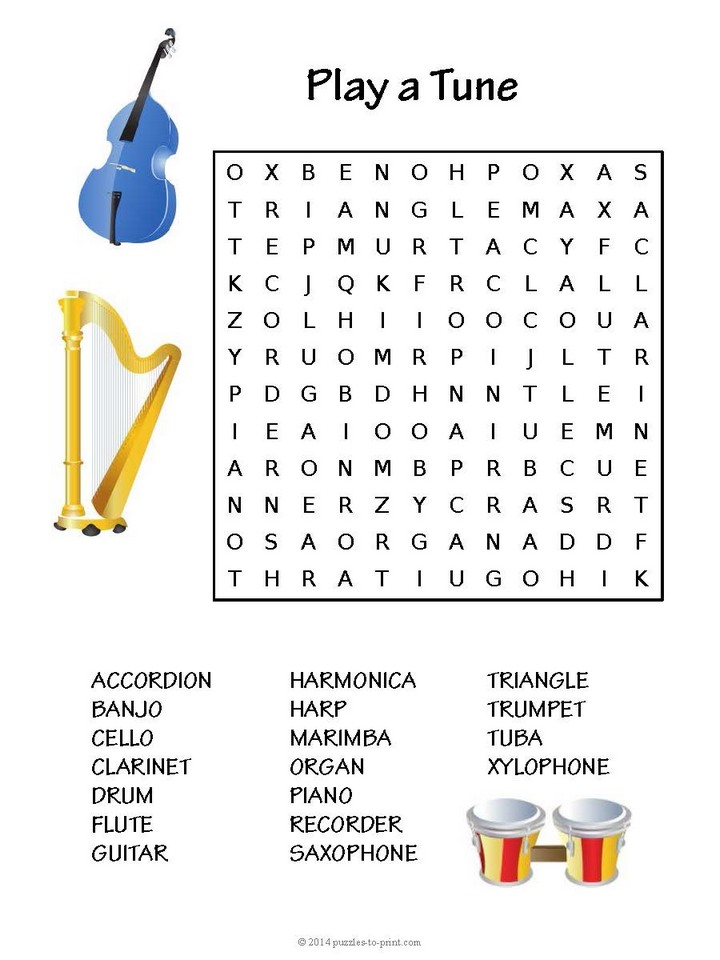 Play a Tune
O X B E N O H P O X A S
T R I A N G L E M A X A
T E P M U R T A C Y F C
K C J Q K F R C L A L L
Z O L H I I O O C O U A
Y R U O M R P I J L T R
P D G B D H N N T L E I
I E A I O O A I U E M N
A R O N M B P R B C U E
N N E R Z Y C R A S R T
O S A O R G A N A D D F
T H R A T I U G O H I K
ACCORDION HARMONICA TRIANGLE
BANJO HARP TRUMPET
CELLO MARIMBA TUBA
CLARINET ORGAN XYLOPHONE
DRUM PIANO
FLUTE RECORDER
GUITAR SAXOPHONE
© 2014 puzzles-to-print.com